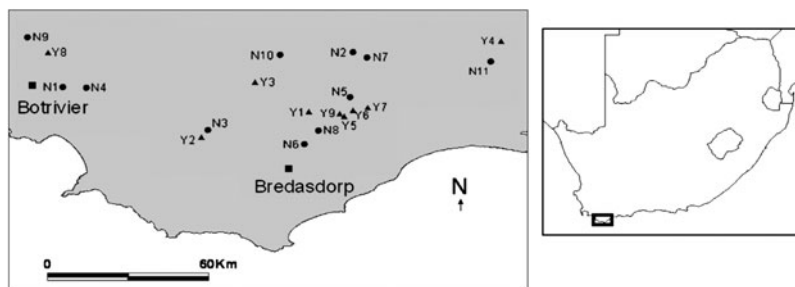 N9
Y8
N10
N2
N7
Y4
N11
N1
N4
Y3
N5
Botrivier
Y1
Y9
Y7
Y6
Y5
N3
Y2
N8
N6
Bredasdorp
N
0
60Km